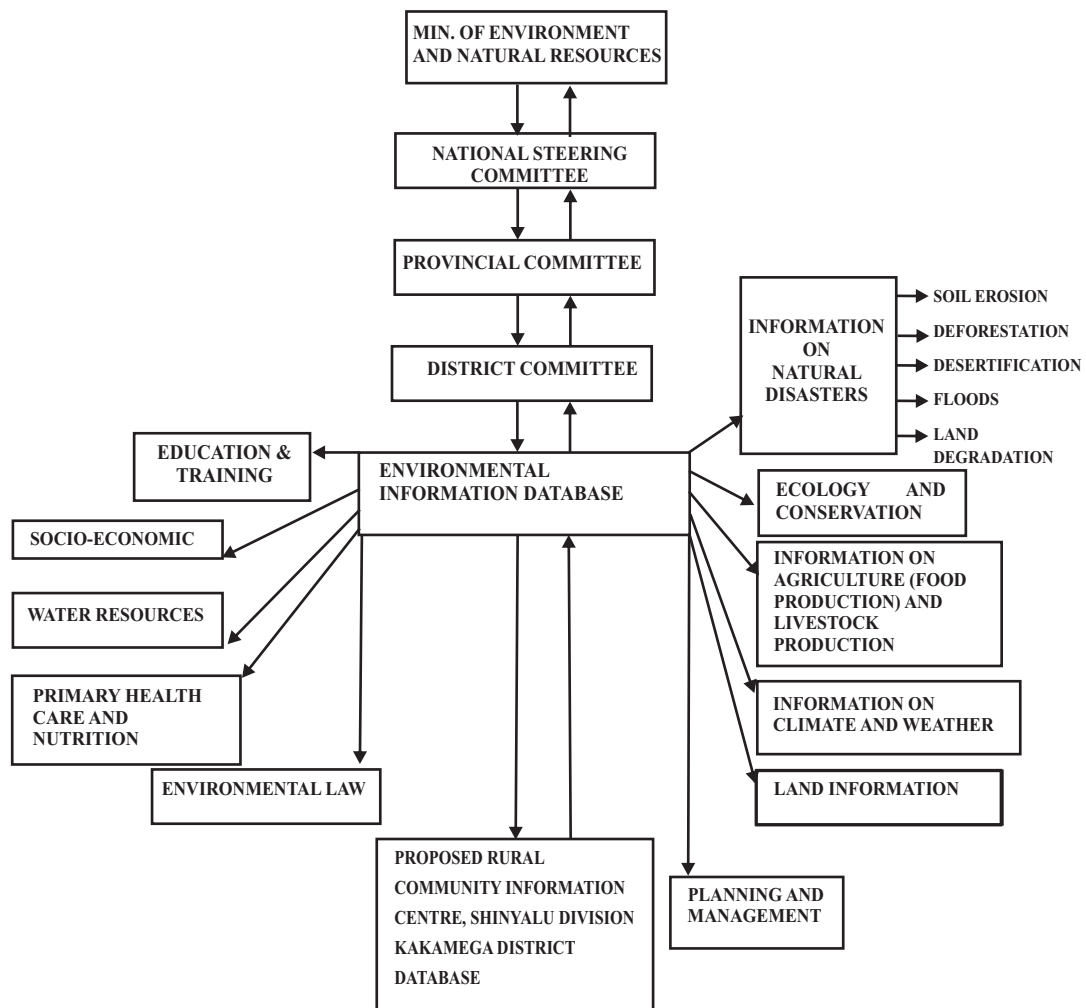 MIN. OF ENVIRONMENT
AND NATURAL RESOURCES
NATIONAL STEERING
COMMITTEE
PROVINCIAL COMMITTEE
DISTRICT COMMITTEE
INFORMATION
ON
NATURAL
DISASTERS
SOIL EROSION
DEFORESTATION
DESERTIFICATION
FLOODS
LAND
DEGRADATION
EDUCATION &
TRAINING
ENVIRONMENTAL
INFORMATION DATABASE
ECOLOGY AND
CONSERVATION
SOCIO-ECONOMIC
INFORMATION ON
AGRICULTURE (FOOD
PRODUCTION) AND
LIVESTOCK
PRODUCTION
WATER RESOURCES
PRIMARY HEALTH
CARE AND
NUTRITION
INFORMATION ON
CLIMATE AND WEATHER
ENVIRONMENTAL LAW
LAND INFORMATION
PROPOSED RURAL
COMMUNITY INFORMATION
CENTRE, SHINYALU DIVISION
KAKAMEGA DISTRICT
DATABASE
PLANNING AND
MANAGEMENT